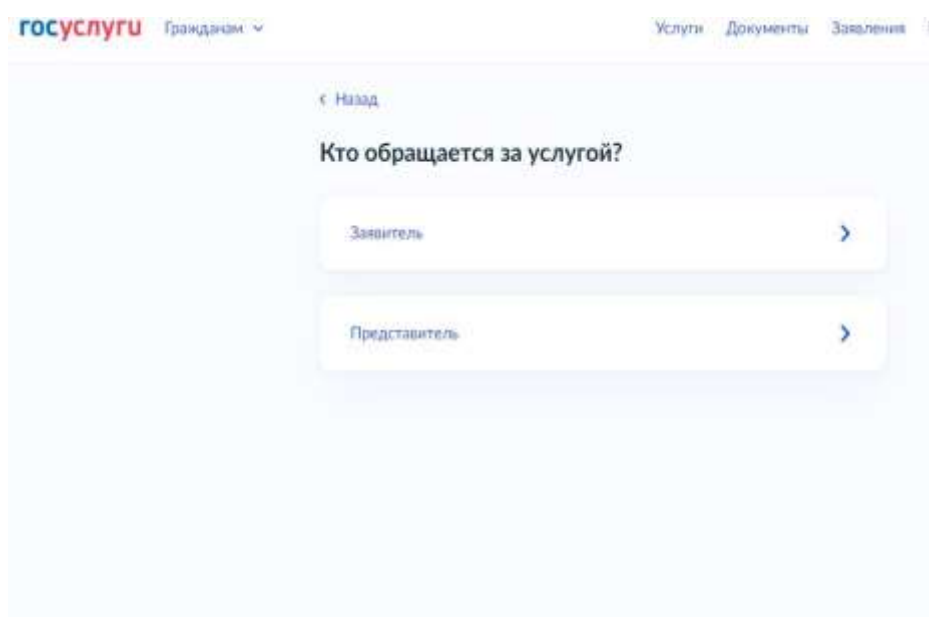 госуслуги Гражданам Услуги Документы Заявления
Назад
Кто обращается за услугой?
Заявитель
Представитель